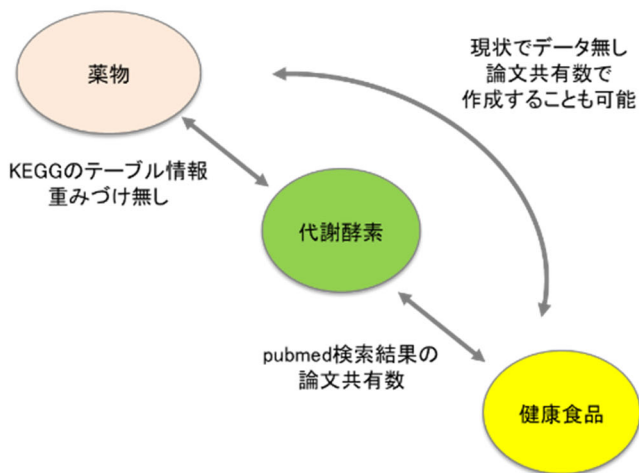 薬物
現状でデータ無し
論文共有数で
作成することも可能
KEGGのテーブル情報
重みづけ無し
代謝酵素
pubmed検索結果の
論文共有数
健康食品